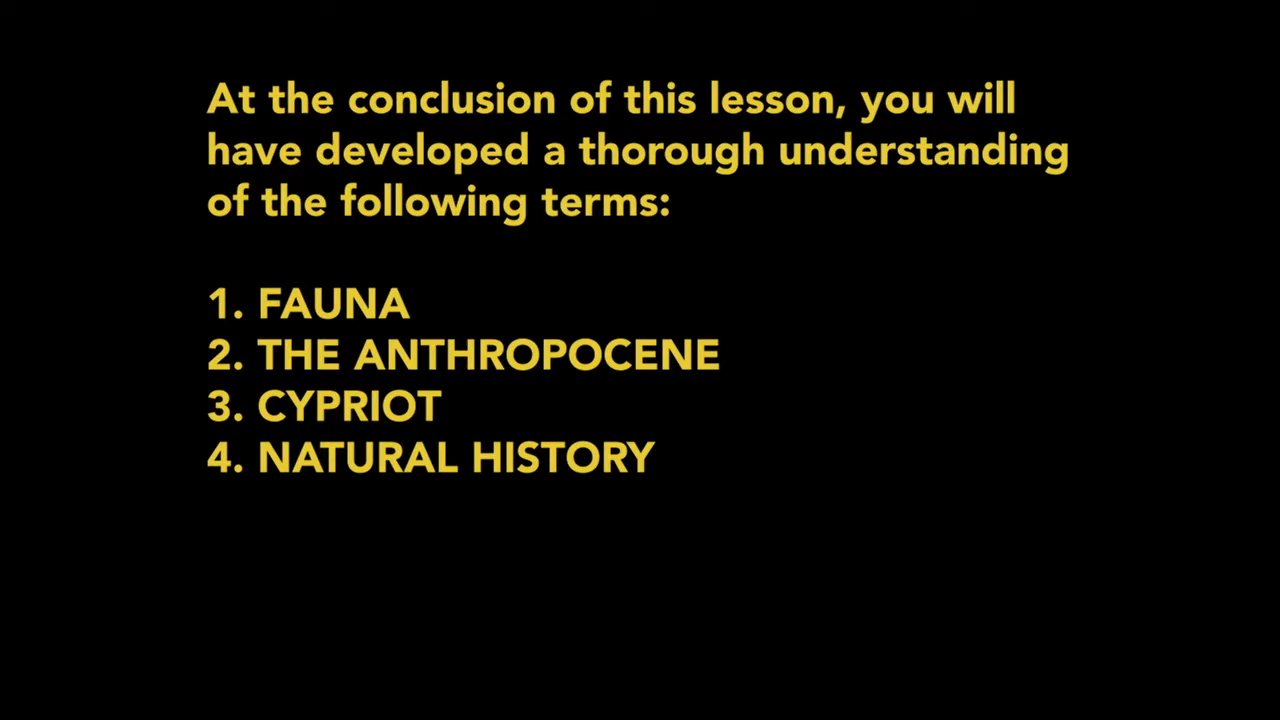 At the conclusion of this lesson, you will
have developed a thorough understanding
of the following terms:
1. FAUNA
2. THE ANTHROPOCENE
3. CYPRIOT
4. NATURAL HISTORY